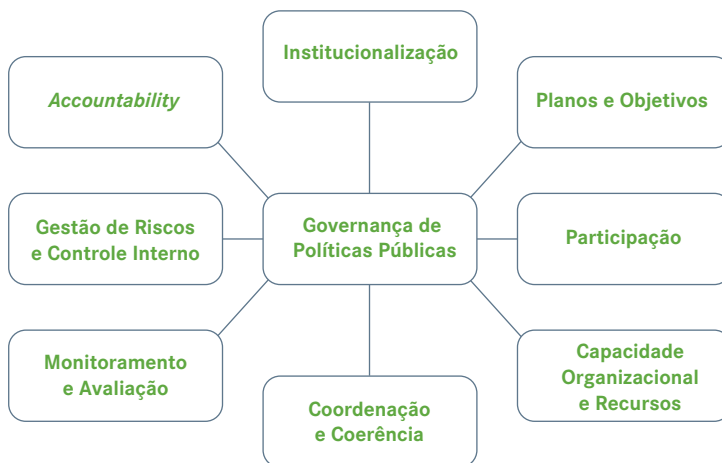 Institucionalização
Accountability
Planos e Objetivos
Gestão de Riscos
e Controle Interno
Governança de
Políticas Públicas
Participação
Monitoramento
e Avaliação
Coordenação
e Coerência
Capacidade
Organizacional
e Recursos